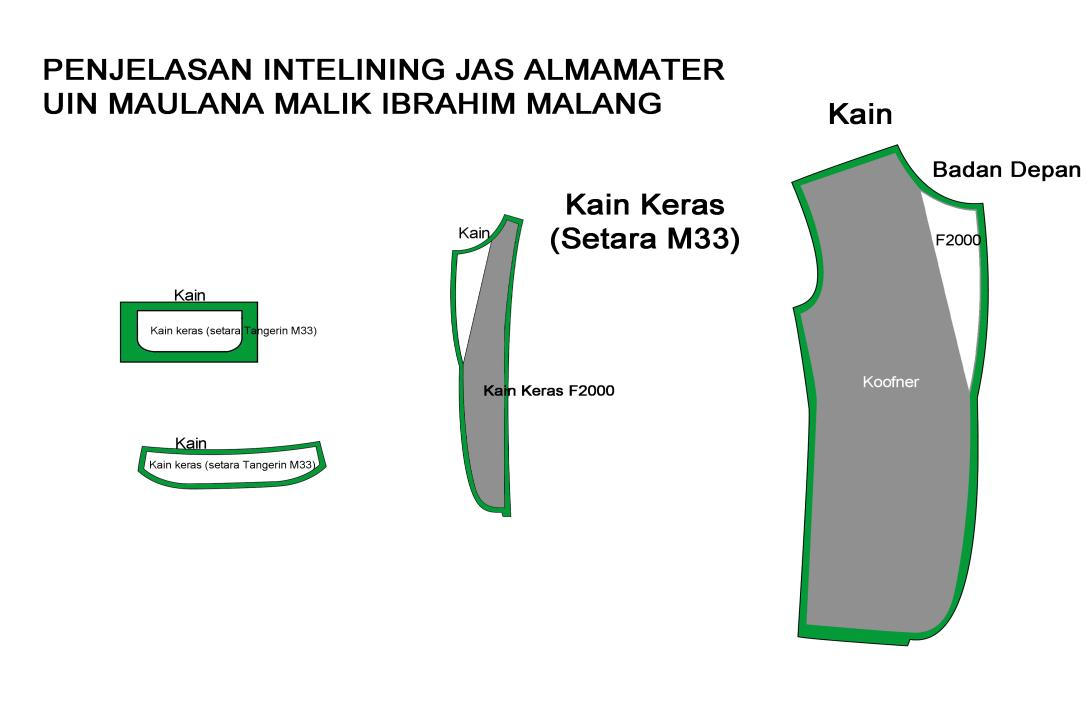 PENJELASAN INTELINING JAS ALMAMATER
UIN MAULANA MALIK IBRAHIM MALANG
Kain
Badan Depan
Kain Keras
(Setara M33)
Kain
F2000
Kain
Kain keras (setara Tangerin M33)
Koofner
Kain Keras F2000
Kain
Kain keras (setara Tangerin M33)